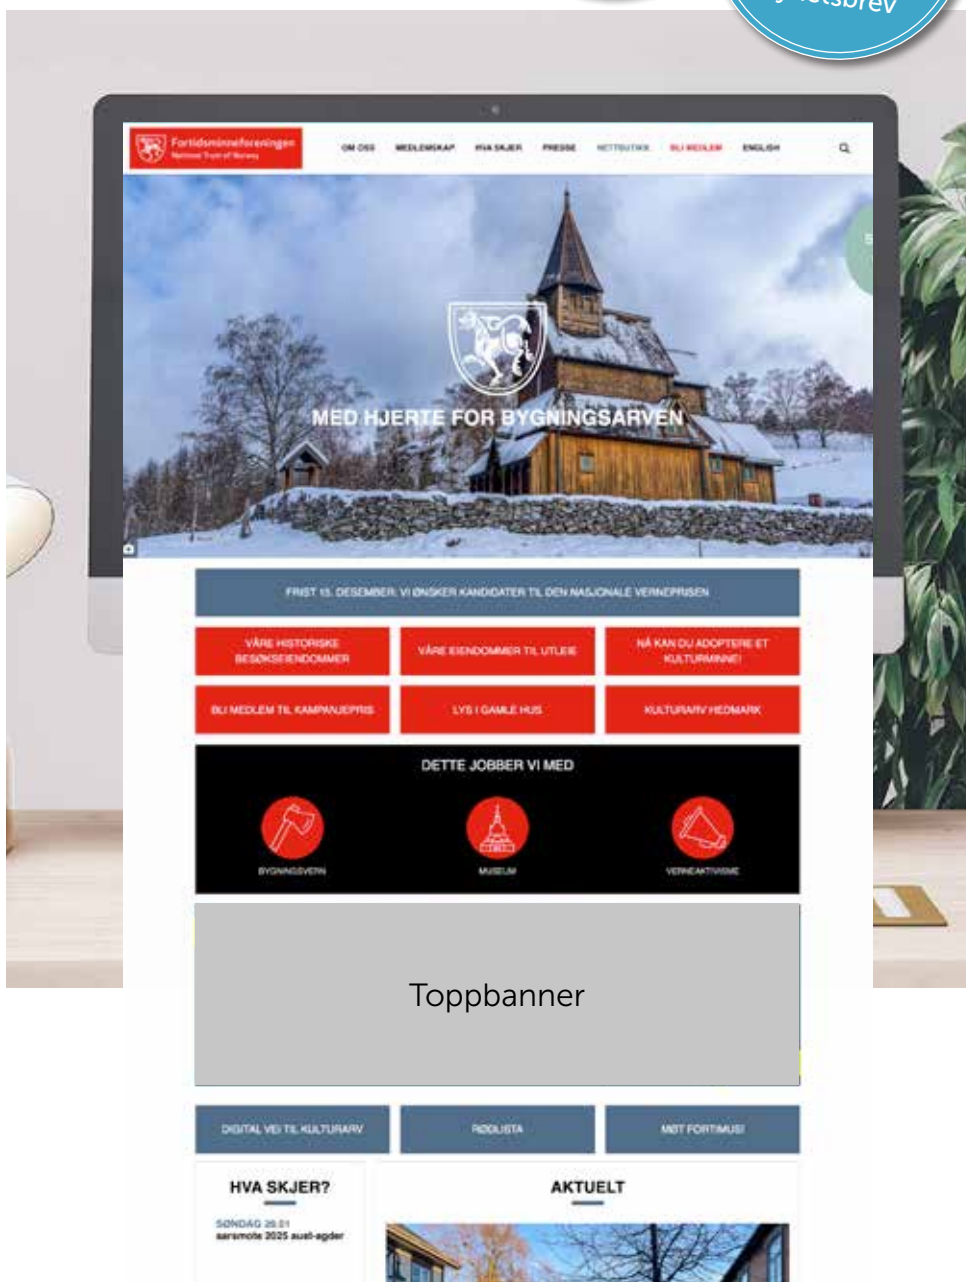 Fortidsminneforeningen
National Trust of Norway
OM OSS MEDLEMSKAP HVA SKJER PRESSE NETTBUTIKK BLI MEDLEM ENGLISH
MED HJERTE FOR BYGNINGSARVEN
FRIST 15. DESEMBER: VI ØNSKER KANDIDATER TIL DEN NASJONALE VERNEPRISEN
VÅRE HISTORISKE
BESØKSEIENDOMMER
VÅRE EIENDOMMER TIL UTLEIE
NÅ KAN DU ADOPTERE ET
KULTURMINNE!
BLI MEDLEM TIL KAMPANJEPRIS
LYS I GAMLE HUS
KULTURARV HEDMARK
DETTE JOBBER VI MED
BYGNINGSVERN
MUSEUM
VERNEAKTIVISME
Toppbanner
DIGITAL VEI TIL KULTURARV
RØDLISTA
MØT FORTIMUS!
HVA SKJER?
SØNDAG 26.01
aarsmote 2025 aust-agder
AKTUELT